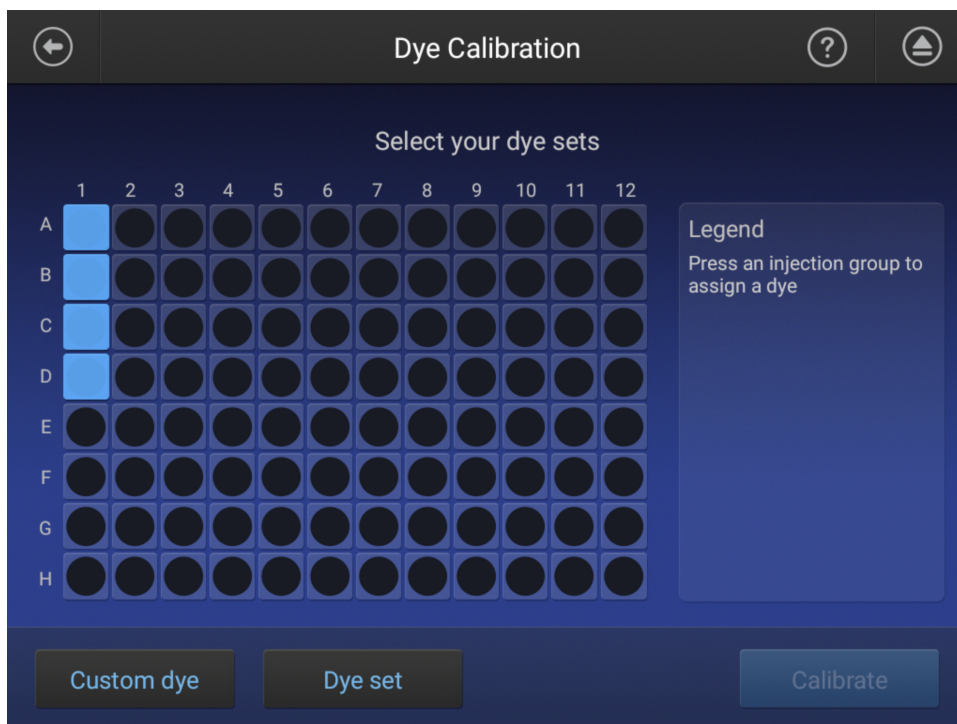 Dye Calibration
?
Select your dye sets
1 2 3 4 5 6 7 8 9 10 11 12
A
B
C
D
E
F
G
H
Legend
Press an injection group to
assign a dye
Custom dye
Dye set
Calibrate